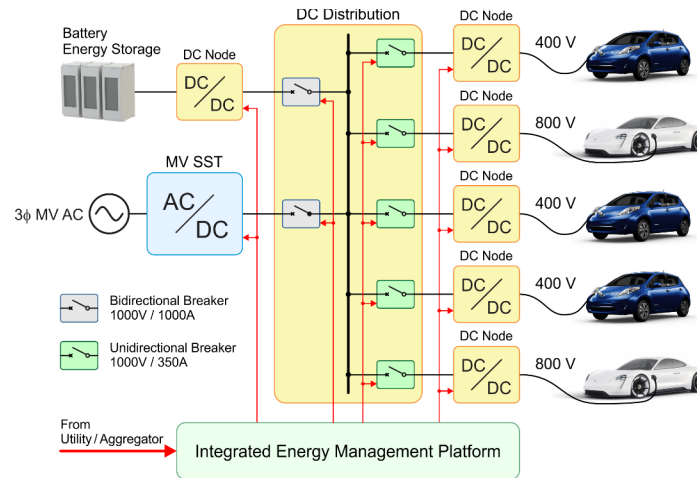 DC Distribution
Battery
Energy Storage
DC Node
DC
DC
MV SST
AC
DC
3ϕ MV AC
DC Node
DC
DC
400 V
DC Node
DC
DC
800 V
DC Node
DC
DC
400 V
DC Node
DC
DC
400 V
DC Node
DC
DC
800 V
Bidirectional Breaker
1000V / 1000A
Unidirectional Breaker
1000V / 350A
From
Utility / Aggregator
Integrated Energy Management Platform